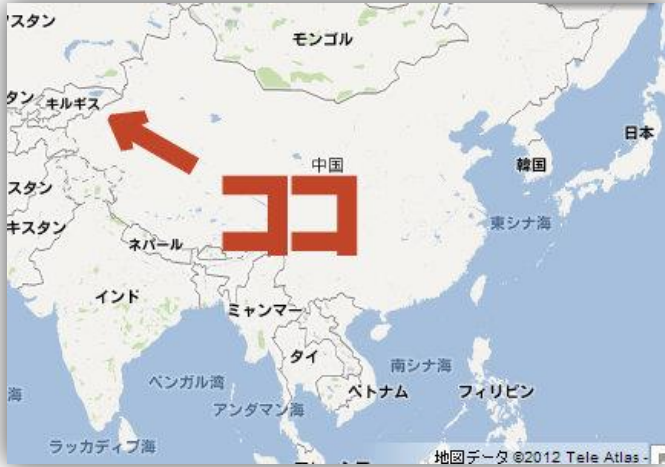 スタン
モンゴル
タン
キルギス
日本
中国
韓国
ココ
スタン
キスタン
東シナ海
ネパール
インド
ミャンマー
タイ
南シナ海
ベンガル湾
ベトナム
フィリピン
海
アンダマン海
ラッカディブ海
地図データ ©2012 Tele Atlas -